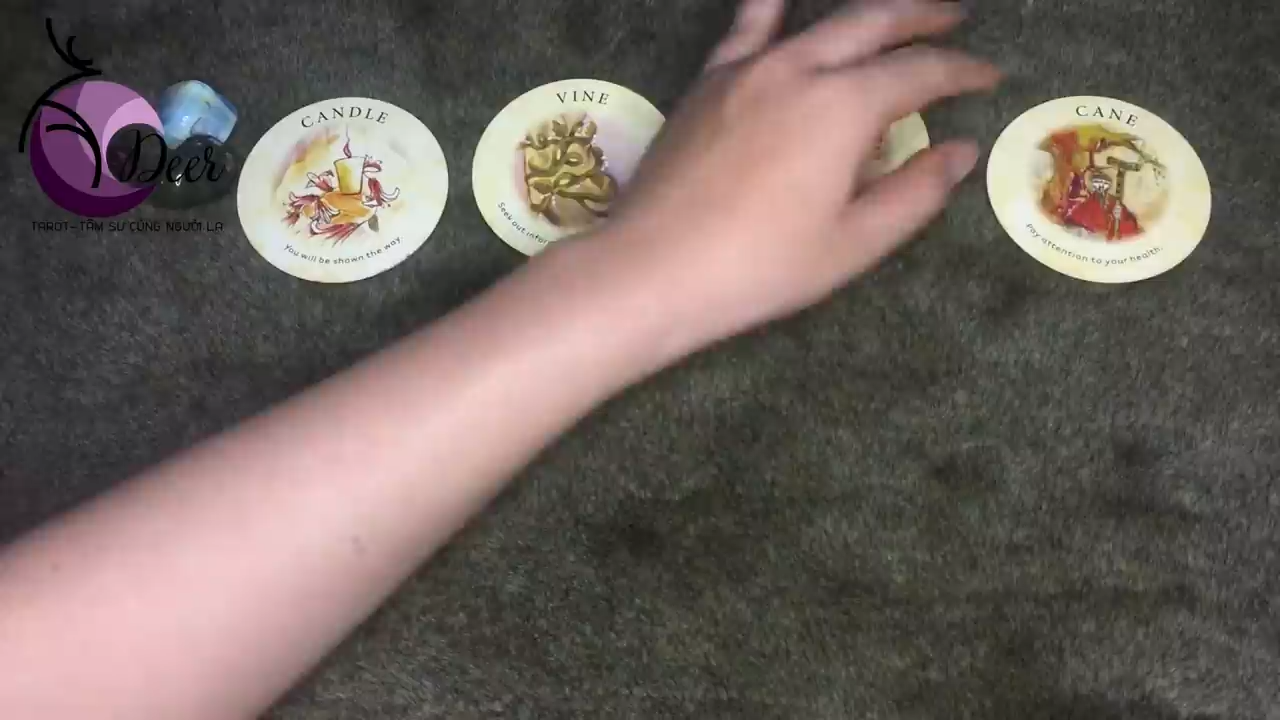 Deer
TAROT-TÂM SỰ CÙNG NGƯỜI LẠ
CANDLE
You will be shown the way.
VINE
Seek out
CANE
Pay attention to your health.